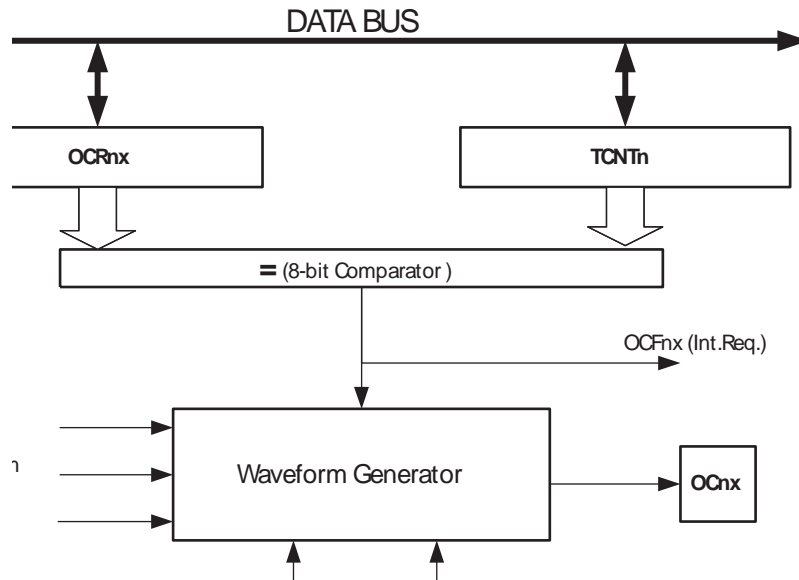 DATA BUS
OCRnx
TCNTn
= (8-bit Comparator )
OCFnx (Int.Req.)
Waveform Generator
OCnx